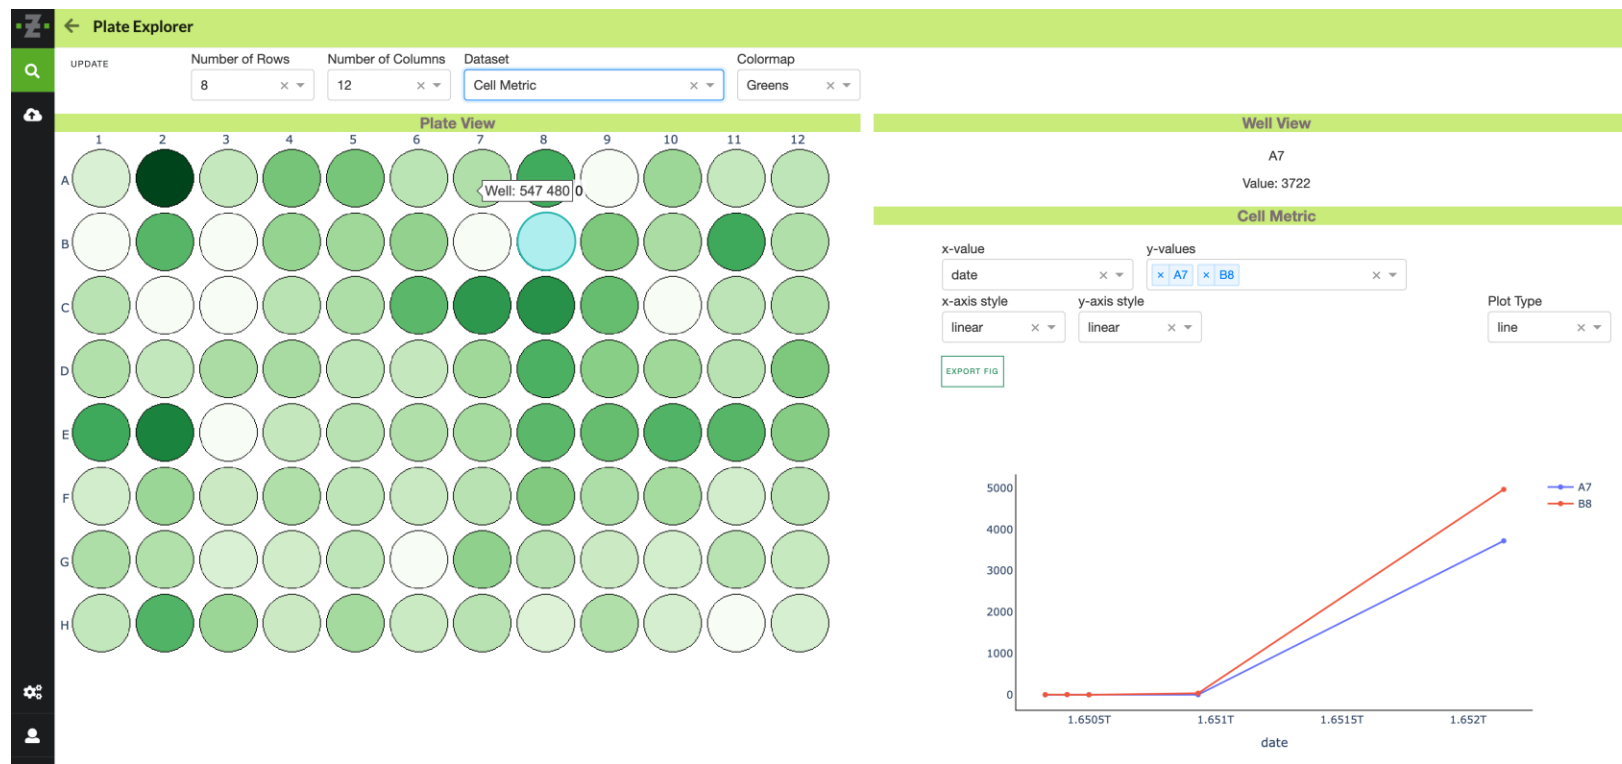 Z
Plate Explorer
UPDATE
Number of Rows
Number of Columns
Dataset
Colormap
8 ×
12 ×
Cell Metric ×
Greens ×
Plate View
1 2 3 4 5 6 7 8 9 10 11 12
A
B
C
D
E
F
G
H
Well: 547 480 0
Well View
A7
Value: 3722
Cell Metric
x-value
y-values
date ×
× A7 × B8 ×
x-axis style
y-axis style
Plot Type
linear ×
linear ×
line ×
EXPORT FIG
5000
4000
3000
2000
1000
0
A7
B8
1.6505T 1.651T 1.6515T 1.652T
date